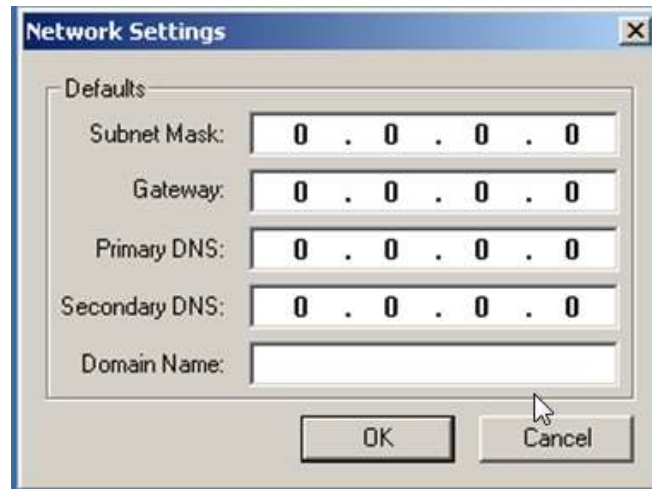 Network Settings
Defaults
Subnet Mask: 0 . 0 . 0 . 0
Gateway: 0 . 0 . 0 . 0
Primary DNS: 0 . 0 . 0 . 0
Secondary DNS: 0 . 0 . 0 . 0
Domain Name:
OK Cancel